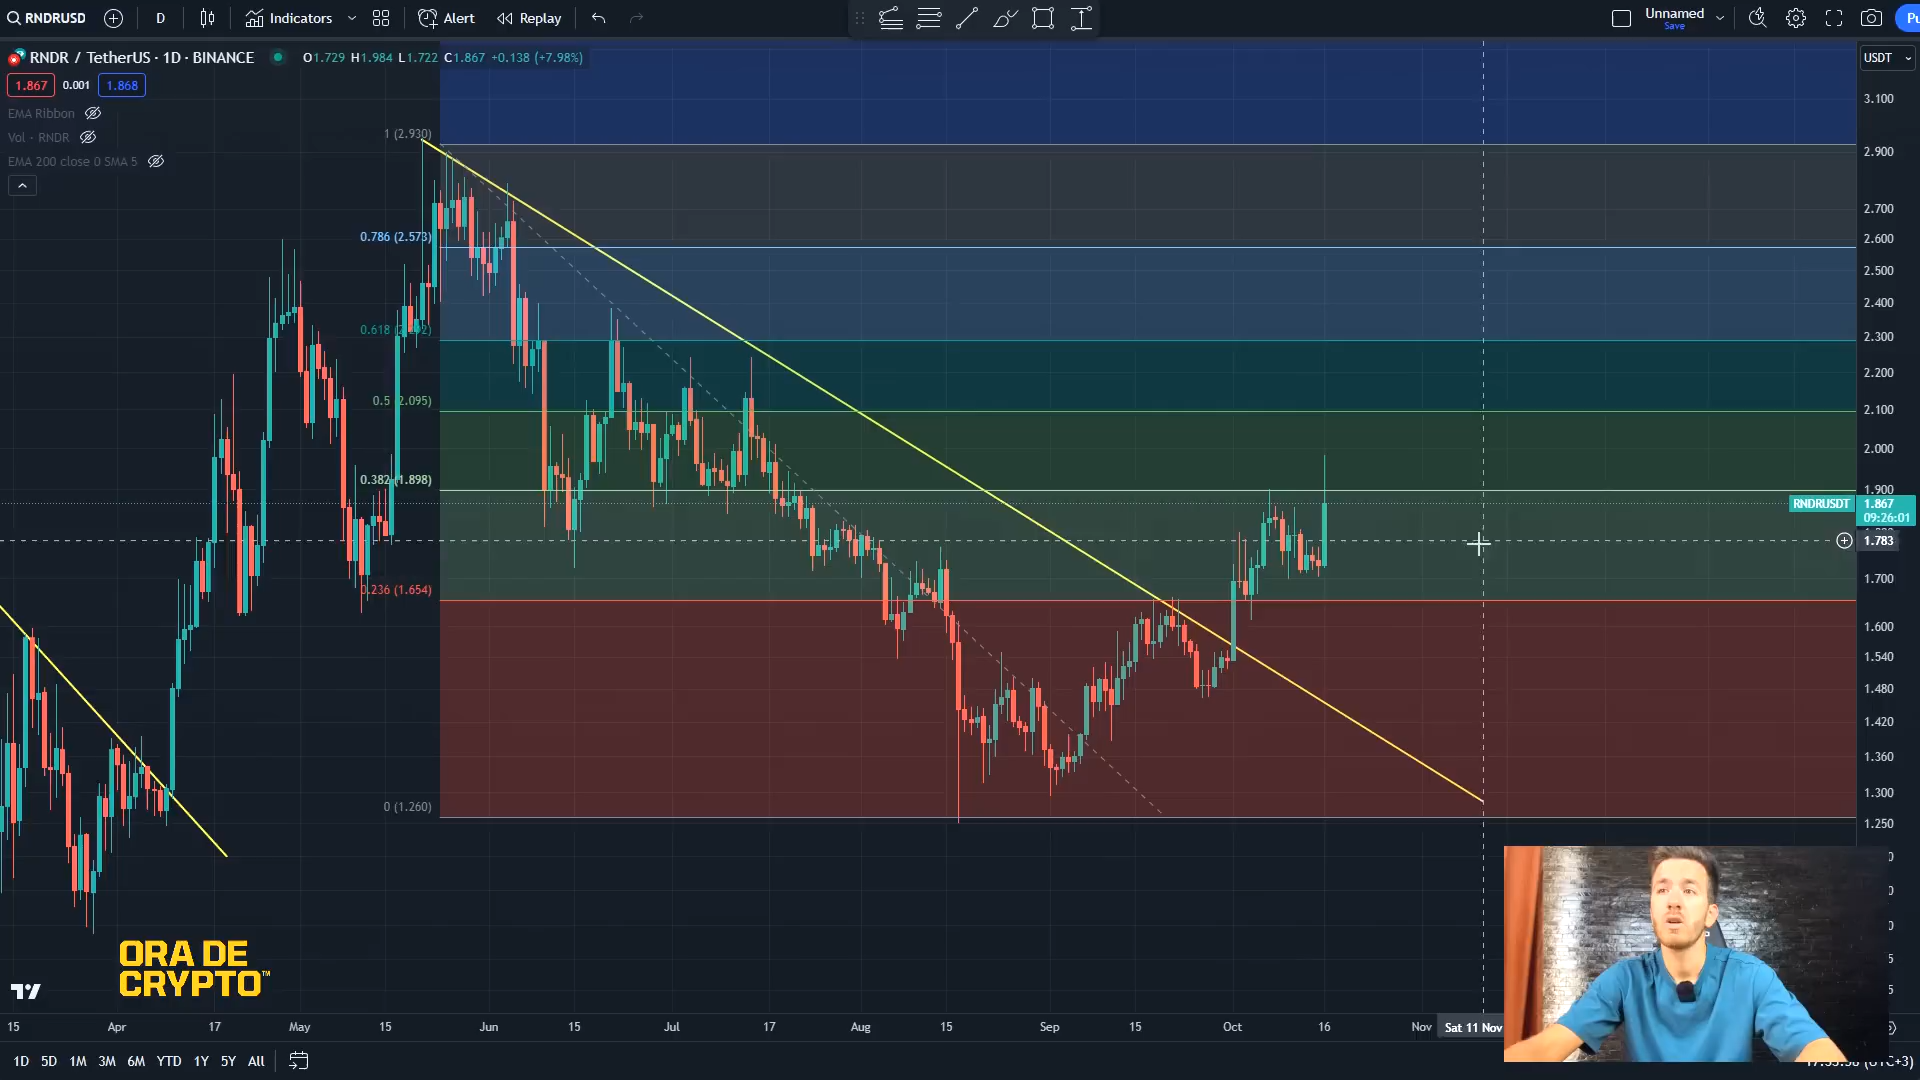 RNDRUSD
D
Indicators
Alert
Replay
Unnamed
Save
RNDR / TetherUS · 1D · BINANCE
O1.729 H1.984 L1.722 C1.867 +0.138 (+7.98%)
USDT
1.867
0.001
1.868
EMA Ribbon
Vol - RNDR
EMA 200 close 0 SMA 5
1 (2.930)
0.786 (2.573)
0.5 (2.095)
0.382 (1.898)
0.236 (1.654)
0 (1.260)
3.100
2.900
2.700
2.600
2.500
2.400
2.300
2.200
2.100
2.000
1.900
RNDRUSDT
1.867
09:26:01
1.783
1.700
1.600
1.540
1.480
1.420
1.360
1.300
1.250
ORA DE
CRYPTO™
15
Apr
17
May
15
Jun
15
Jul
17
Aug
15
Sep
15
Oct
16
Nov
Sat 11 Nov
1D
5D
1M
3M
6M
YTD
1Y
5Y
All